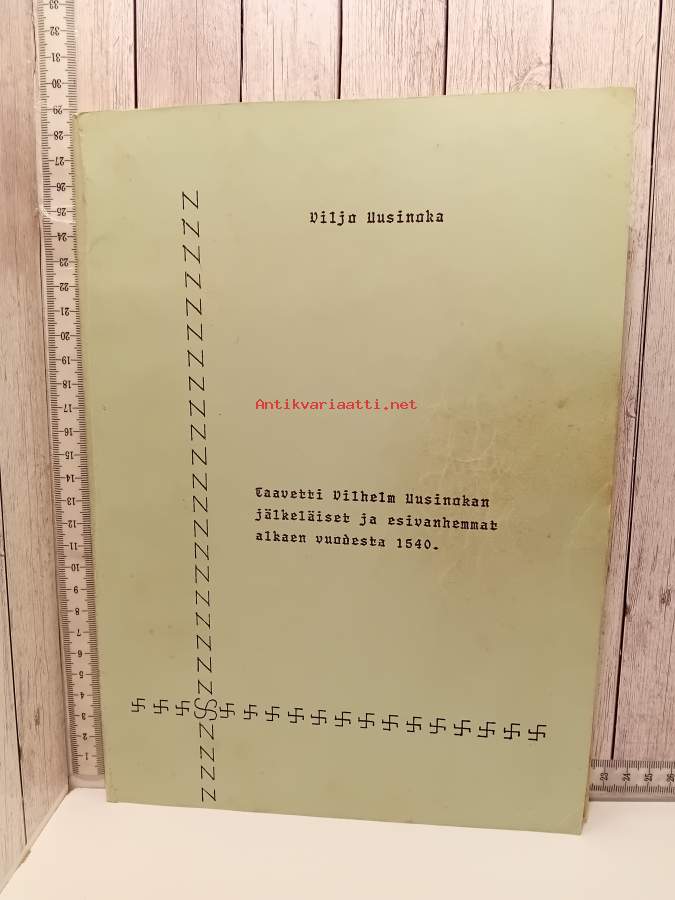 Viljo Uusinoka
Antikvariaatti.net
Taavetti Vilhelm Uusinokan
jälkeläiset ja esivanhemmat
alkaen vuodesta 1540.